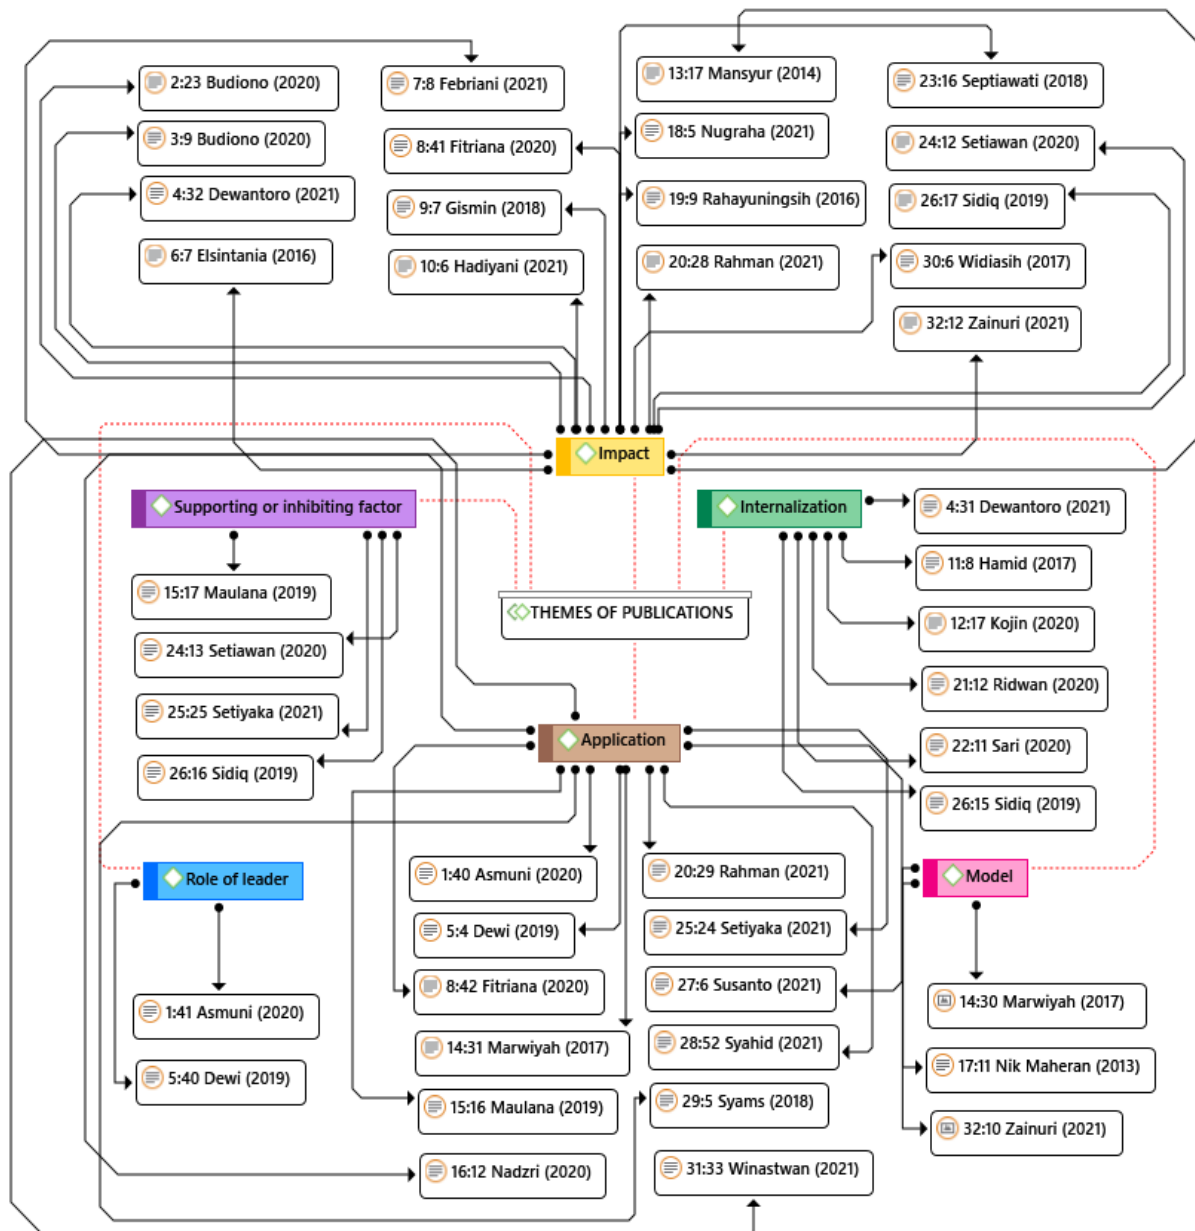 2:23 Budiono (2020)
3:9 Budiono (2020)
4:32 Dewantoro (2021)
6:7 Elsintania (2016)
7:8 Febriani (2021)
8:41 Fitriana (2020)
9:7 Gismin (2018)
10:6 Hadiyani (2021)
13:17 Mansyur (2014)
18:5 Nugraha (2021)
19:9 Rahayuningsih (2016)
20:28 Rahman (2021)
23:16 Septiawati (2018)
24:12 Setiawan (2020)
26:17 Sidiq (2019)
30:6 Widiasih (2017)
32:12 Zainuri (2021)
Impact
Supporting or inhibiting factor
15:17 Maulana (2019)
24:13 Setiawan (2020)
25:25 Setiyaka (2021)
26:16 Sidiq (2019)
Internalization
4:31 Dewantoro (2021)
11:8 Hamid (2017)
12:17 Kojin (2020)
21:12 Ridwan (2020)
22:11 Sari (2020)
26:15 Sidiq (2019)
THEMES OF PUBLICATIONS
Application
1:40 Asmuni (2020)
5:4 Dewi (2019)
8:42 Fitriana (2020)
14:31 Marwiyah (2017)
15:16 Maulana (2019)
16:12 Nadzri (2020)
20:29 Rahman (2021)
25:24 Setiyaka (2021)
27:6 Susanto (2021)
28:52 Syahid (2021)
29:5 Syams (2018)
31:33 Winastwan (2021)
Role of leader
1:41 Asmuni (2020)
5:40 Dewi (2019)
Model
14:30 Marwiyah (2017)
17:11 Nik Maheran (2013)
32:10 Zainuri (2021)